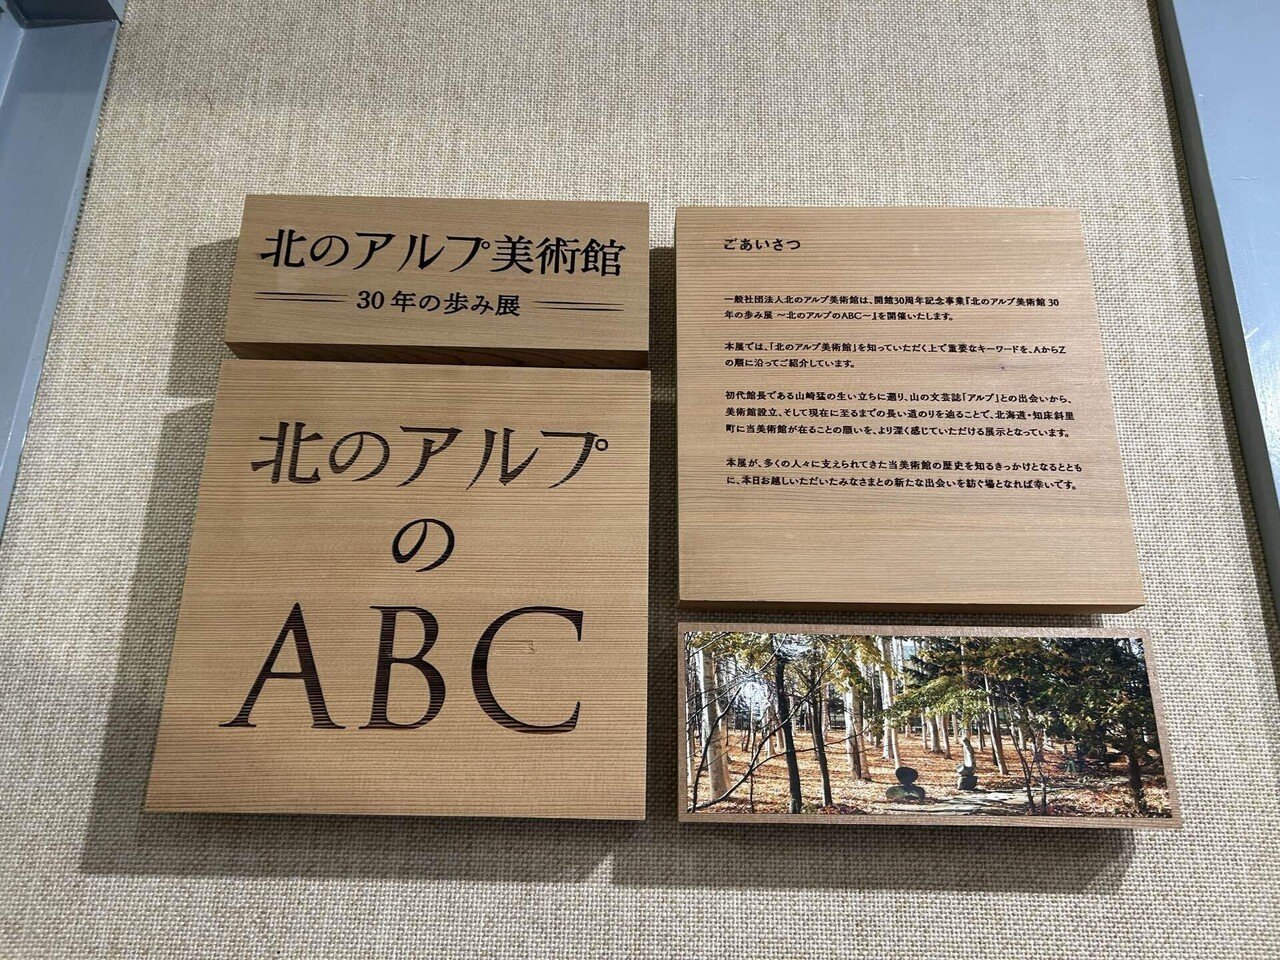 北のアルプ美術館
30年の歩み展
北のアルプ
の
ABC
ごあいさつ
一般社団法人北のアルプ美術館は、開館30周年記念事業『北のアルプ美術館 30
年の歩み展 〜北のアルプのABC〜』を開催いたします。
本展では、「北のアルプ美術館」を知っていただく上で重要なキーワードを、AからZ
の順に沿ってご紹介しています。
初代館長である山崎猛の生い立ちに遡り、山の文芸誌「アルプ」との出会いから、
美術館設立、そして現在に至るまでの長い道のりを辿ることで、北海道・知床斜里
町に当美術館が在ることの願いを、より深く感じていただける展示となっています。
本展が、多くの人々に支えられてきた当美術館の歴史を知るきっかけとなるととも
に、本日お越しいただいたみなさまとの新たな出会いを紡ぐ場となれば幸いです。